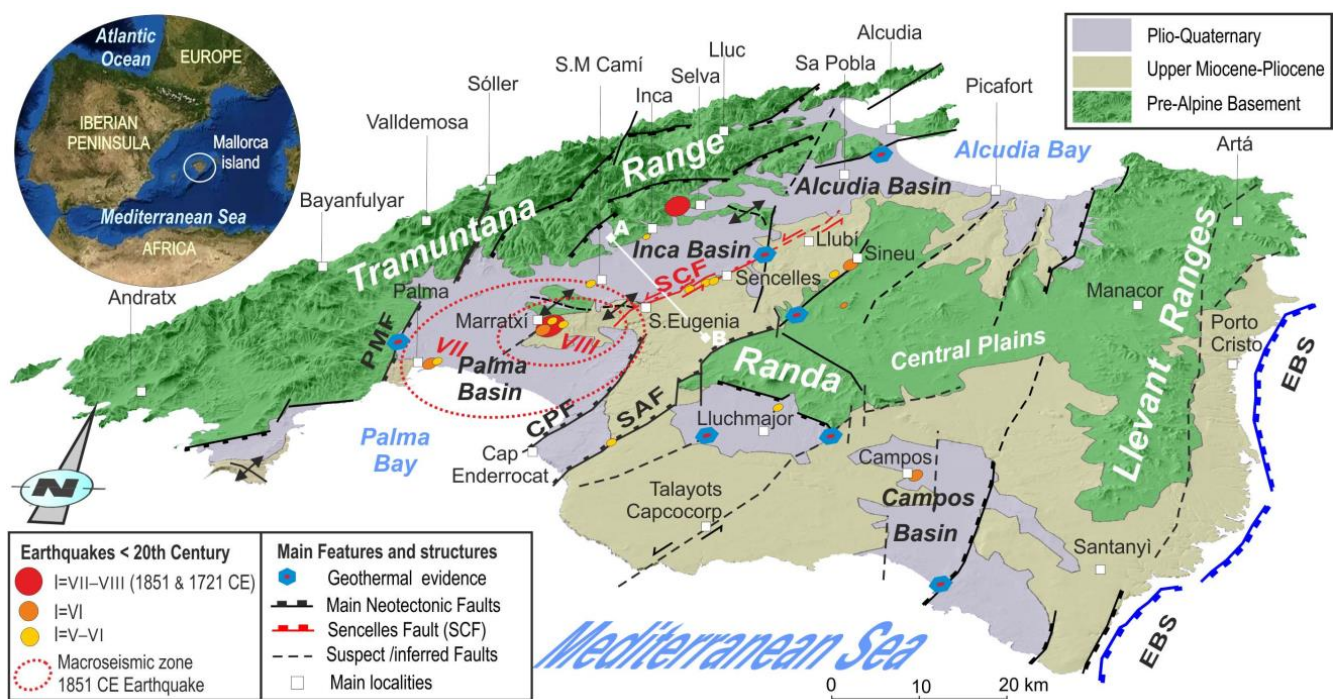 Atlantic
Ocean
EUROPE
IBERIAN
PENINSULA
Mallorca
island
Mediterranean Sea
AFRICA
Plio-Quaternary
Upper Miocene-Pliocene
Pre-Alpine Basement
Lluc
Alcudia
S.M Camí
Selva
Sa Pobla
Sóller
Inca
Picafort
Valldemosa
Alcudia Bay
Artá
Bayanfulyar
Range
Alcudia Basin
Tramuntana
A
Inca Basin
Llubí
Sineu
SCF
Sencelles
Andratx
Palma
Marratxí
S.Eugenia
Manacor
Levant Ranges
Porto
Cristo
PMF
VII
VIII
B
Palma
Basin
Randa
Central Plains
EBS
CPF
SAF
Lluchmajor
Palma
Bay
Cap
Enderrocat
Campos
Campos
Basin
Talayots
Capcocorp
Santanyì
N
EBS
Mediterranean Sea
0 10 20 km
Earthquakes < 20th Century
I=VII–VIII (1851 & 1721 CE)
I=VI
I=V–VI
Macroseismic zone
1851 CE Earthquake
Main Features and structures
Geothermal evidence
Main Neotectonic Faults
Sencelles Fault (SCF)
Suspect /inferred Faults
Main localities